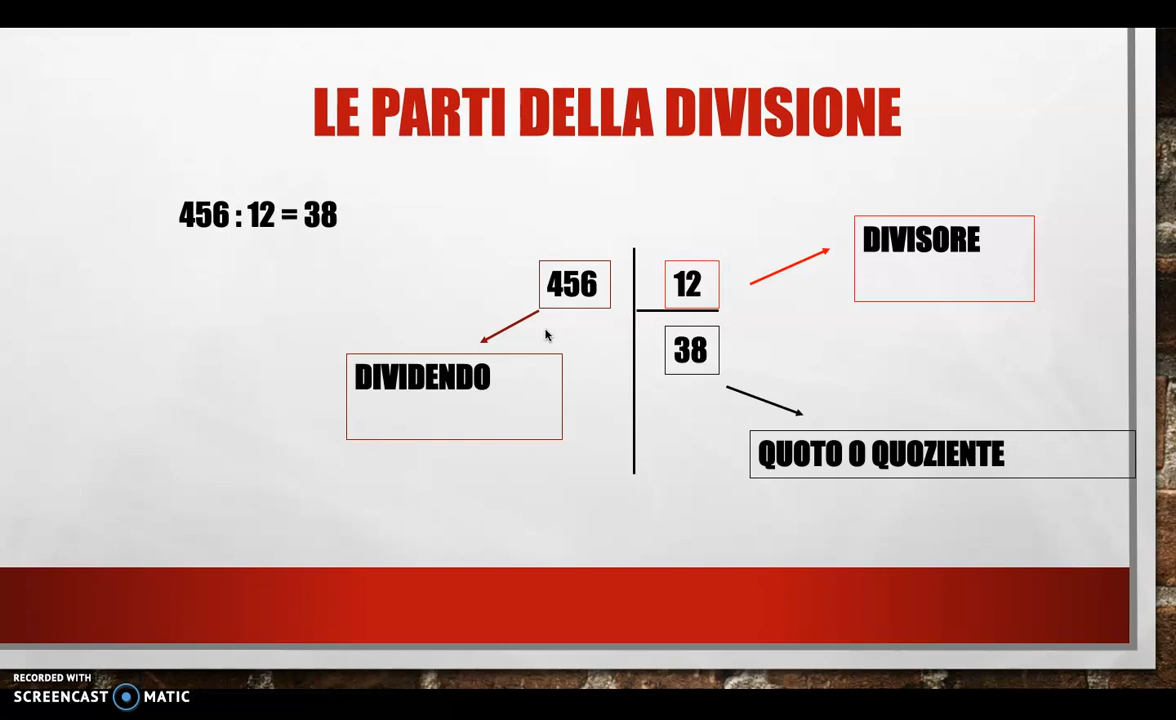 LE PARTI DELLA DIVISIONE
456 : 12 = 38
DIVISORE
456
12
38
DIVIDENDO
QUOTO O QUOZIENTE
RECORDED WITH
SCREENCAST MATIC